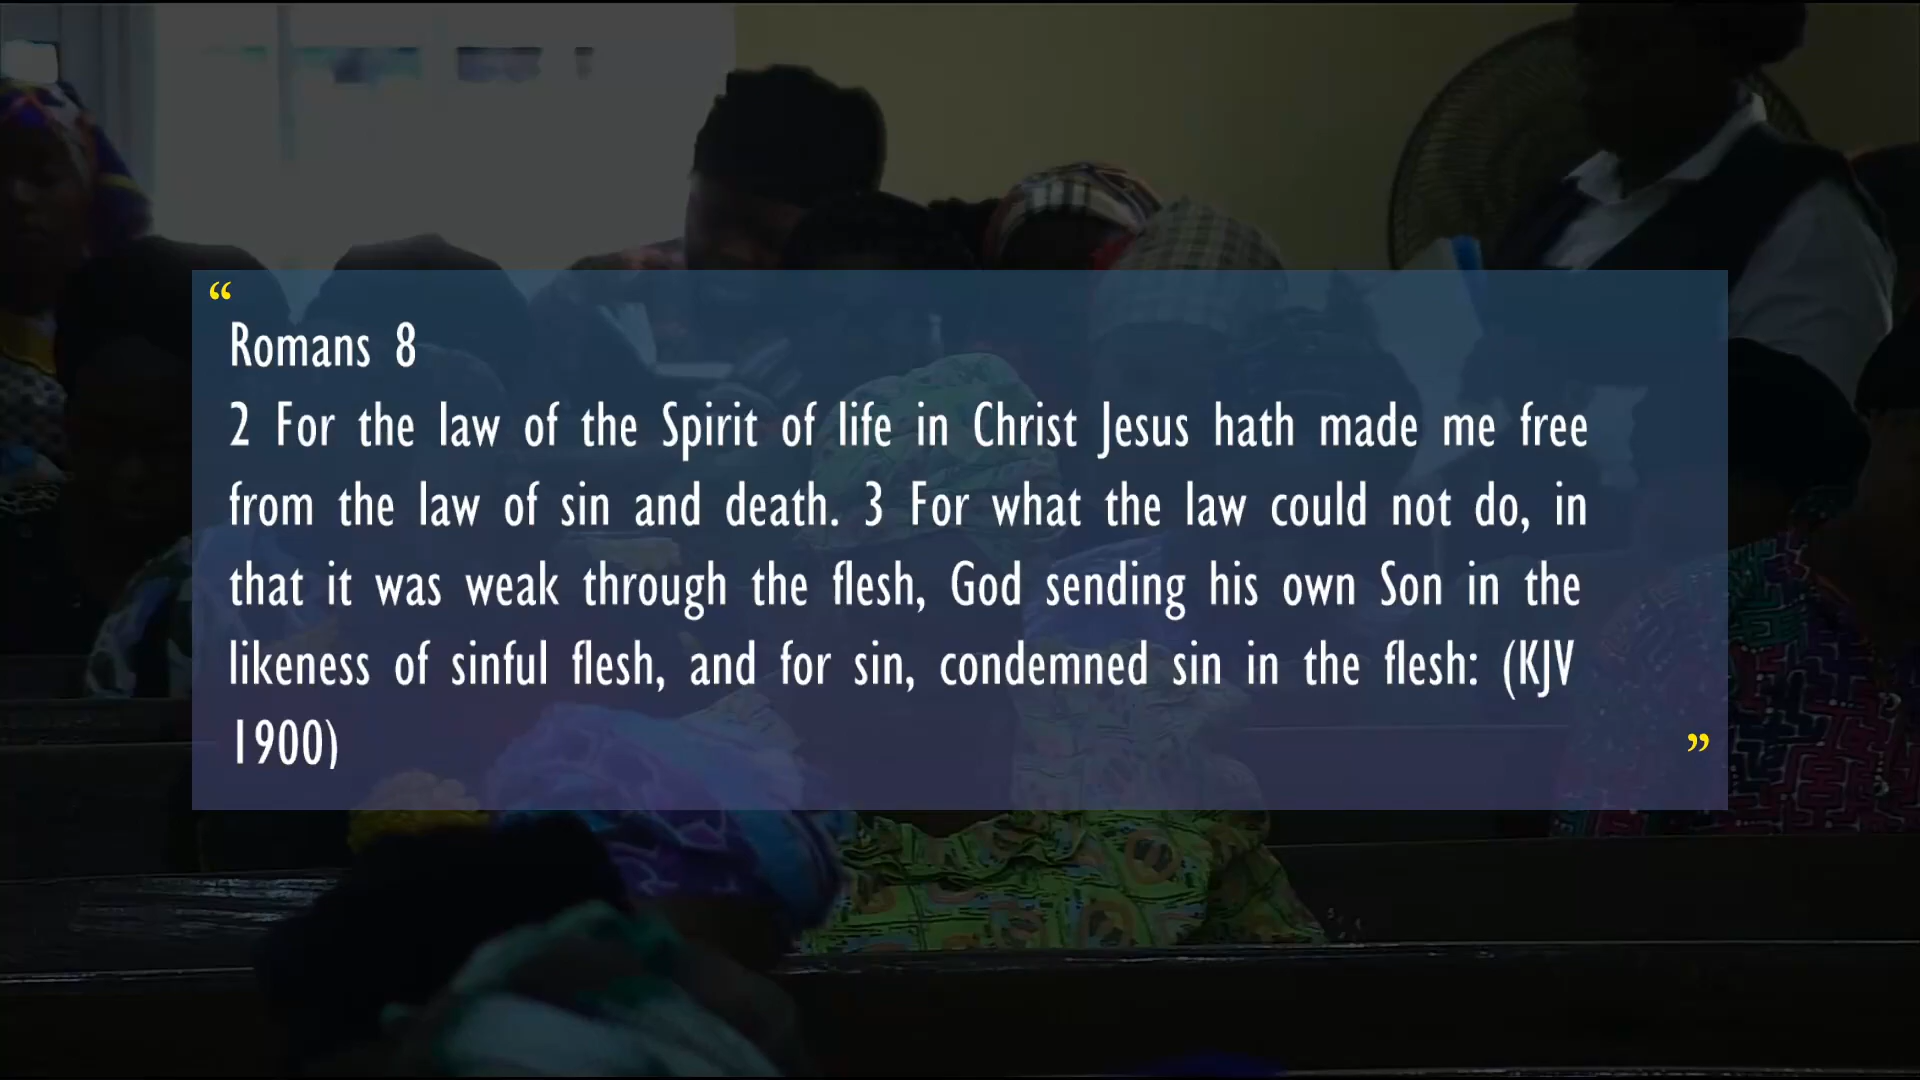 “
Romans 8
2 For the law of the Spirit of life in Christ Jesus hath made me free
from the law of sin and death. 3 For what the law could not do, in
that it was weak through the flesh, God sending his own Son in the
likeness of sinful flesh, and for sin, condemned sin in the flesh: (KJV
1900)
”